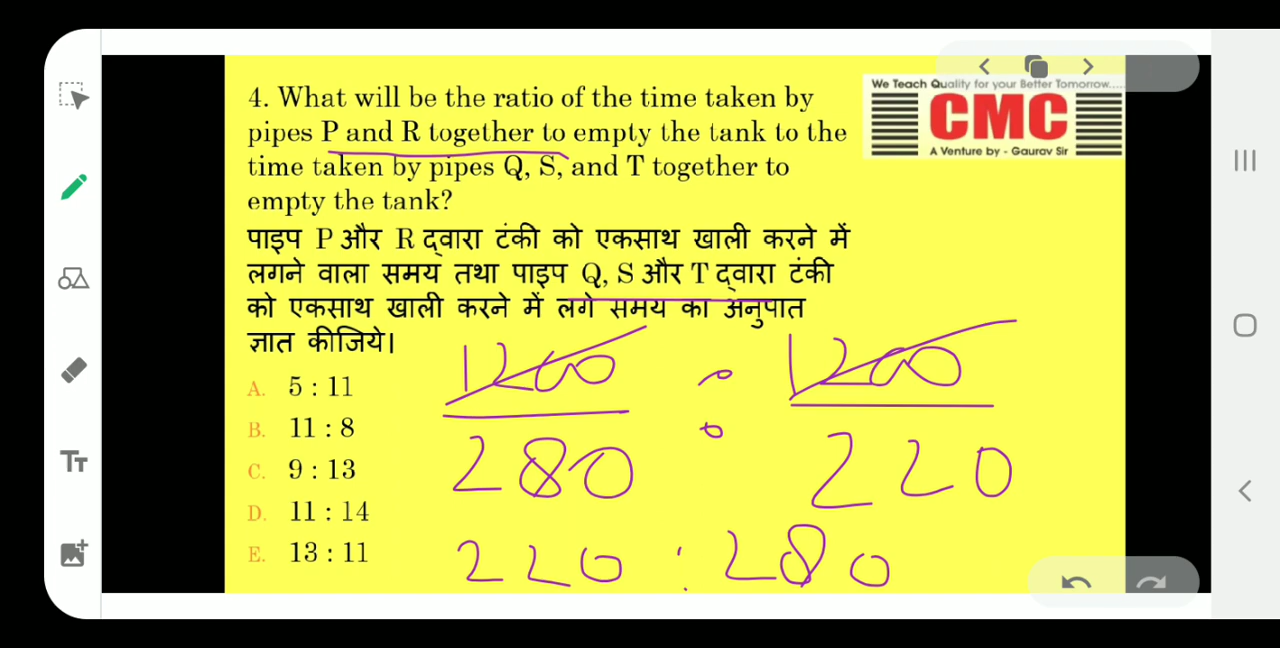 We Teach Quality for your Better Tomorrow.....
CMC
A Venture by - Gaurav Sir
4. What will be the ratio of the time taken by
pipes P and R together to empty the tank to the
time taken by pipes Q, S, and T together to
empty the tank?
पाइप P और R द्वारा टंकी को एकसाथ खाली करने में
लगने वाला समय तथा पाइप Q, S और T द्वारा टंकी
को एकसाथ खाली करने में लगे समय का अनुपात
ज्ञात कीजिये।
A. 5 : 11
B. 11 : 8
C. 9 : 13
D. 11 : 14
E. 13 : 11
1200 : 1200
280 220
220 : 280
Tт